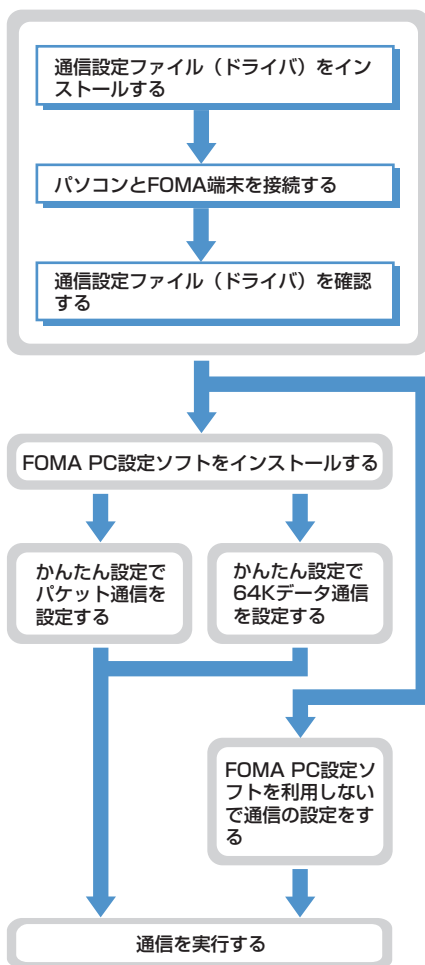 通信設定ファイル（ドライバ）をイン
ストールする
パソコンとFOMA端末を接続する
通信設定ファイル（ドライバ）を確認
する
FOMA PC設定ソフトをインストールする
かんたん設定で
パケット通信を
設定する
かんたん設定で
64Kデータ通信
を設定する
FOMA PC設定ソ
フトを利用しない
で通信の設定をす
る
通信を実行する